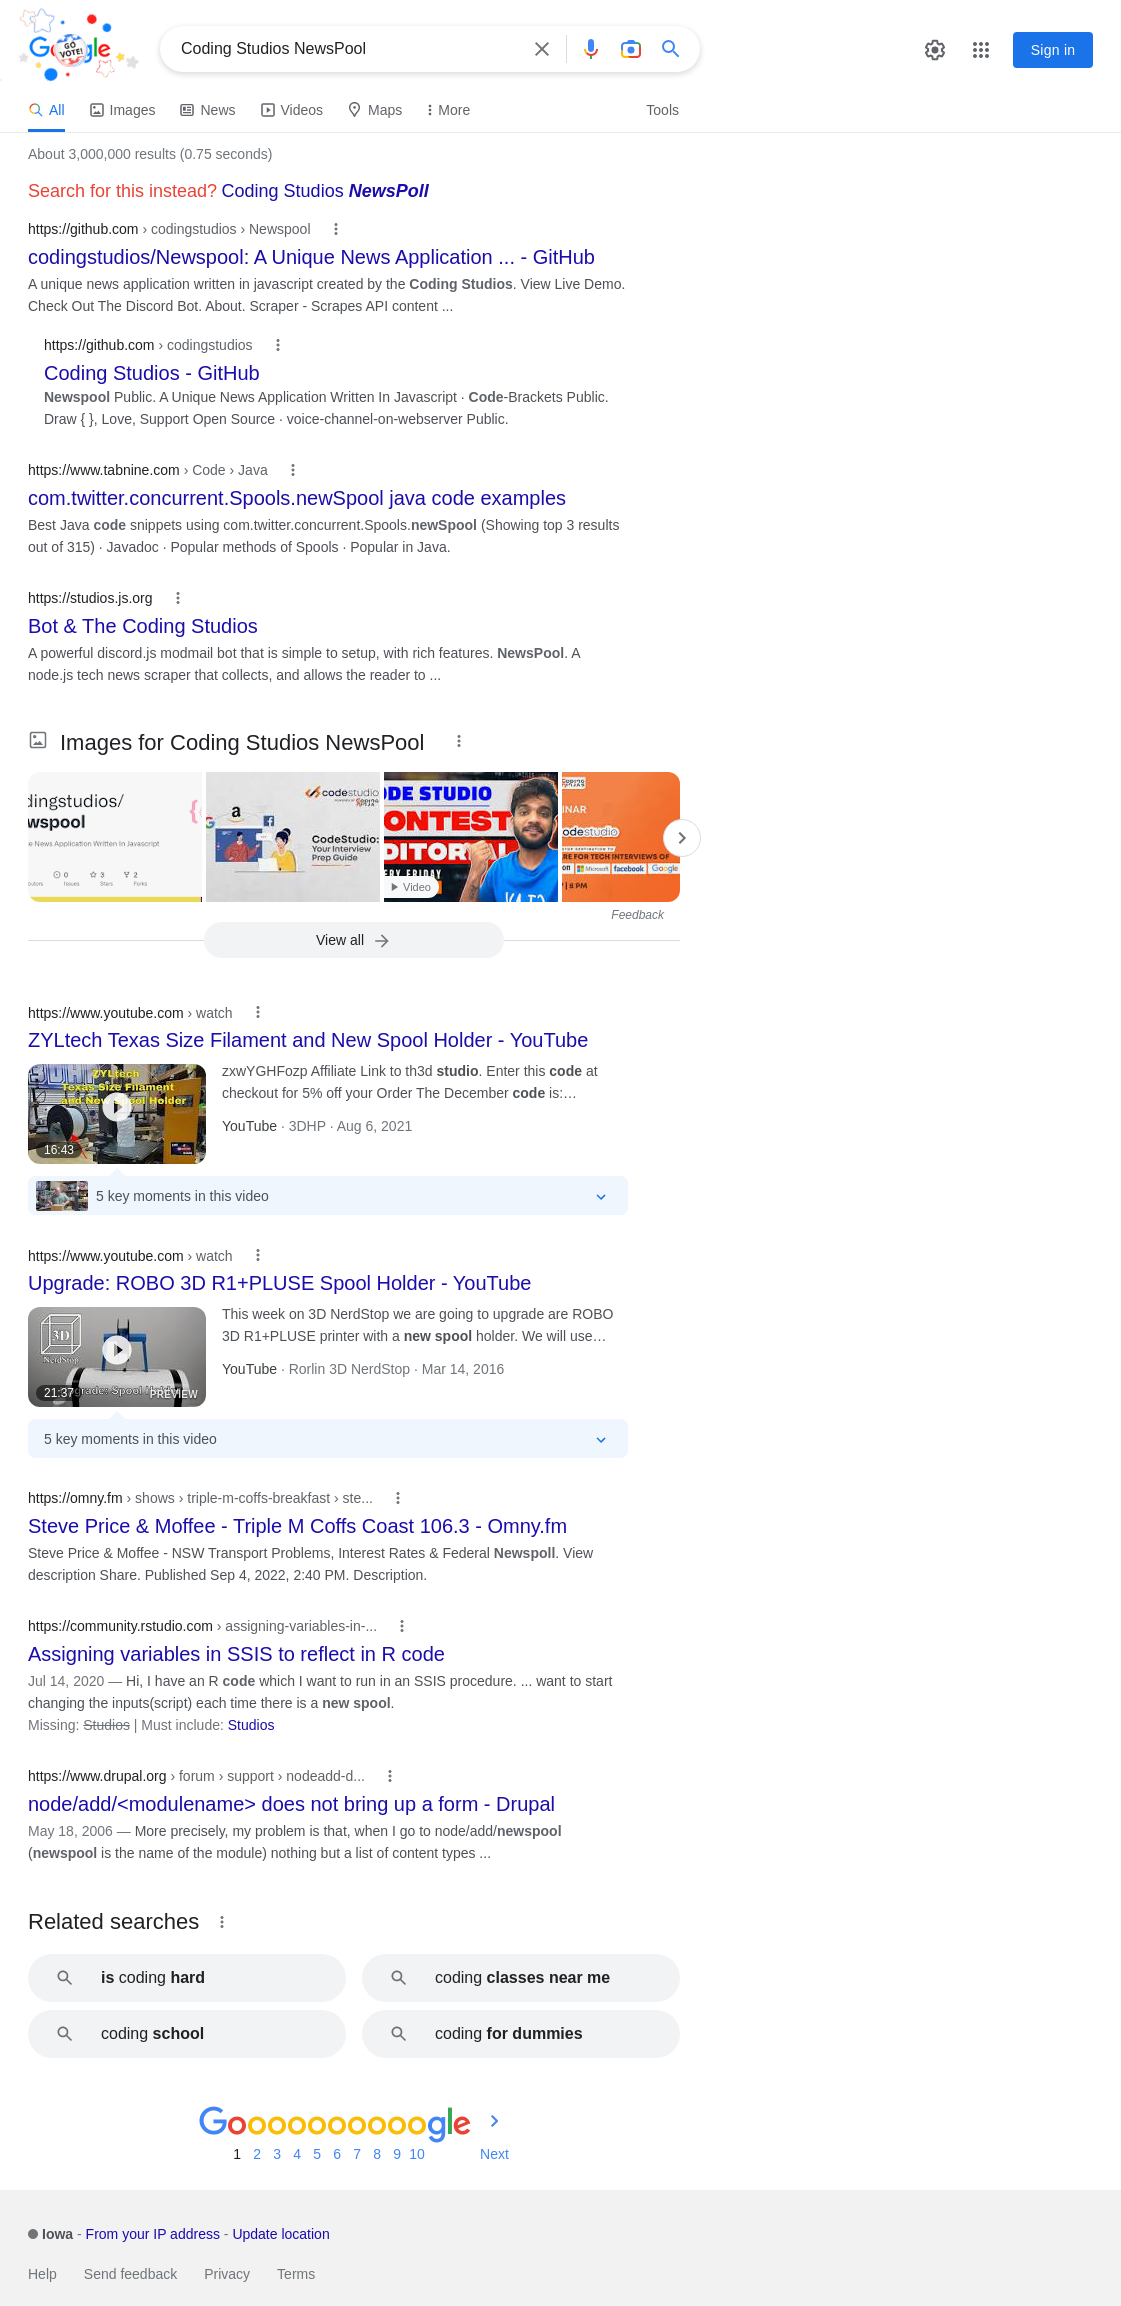 GO VOTE!
Coding Studios NewsPool
Sign in
All Images News Videos Maps More Tools
About 3,000,000 results (0.75 seconds)
Search for this instead? Coding Studios NewsPoll
https://github.com › codingstudios › Newspool
codingstudios/Newspool: A Unique News Application ... - GitHub
A unique news application written in javascript created by the Coding Studios. View Live Demo.
Check Out The Discord Bot. About. Scraper - Scrapes API content ...
https://github.com › codingstudios
Coding Studios - GitHub
Newspool Public. A Unique News Application Written In Javascript · Code-Brackets Public.
Draw { }, Love, Support Open Source · voice-channel-on-webserver Public.
https://www.tabnine.com › Code › Java
com.twitter.concurrent.Spools.newSpool java code examples
Best Java code snippets using com.twitter.concurrent.Spools.newSpool (Showing top 3 results
out of 315) · Javadoc · Popular methods of Spools · Popular in Java.
https://studios.js.org
Bot & The Coding Studios
A powerful discord.js modmail bot that is simple to setup, with rich features. NewsPool. A
node.js tech news scraper that collects, and allows the reader to ...
Images for Coding Studios NewsPool
dingstudios/
wspool
e News Application Written In Javascript
codestudio
CodeStudio:
Your Interview
Prep Guide
ODE STUDIO
CONTEST
DITORIAL
ERY FRIDAY
Video
INAR
odestudio
RE FOR TECH INTERVIEWS OF
on Microsoft facebook Google
| 8 PM
Feedback
View all
https://www.youtube.com › watch
ZYLtech Texas Size Filament and New Spool Holder - YouTube
ZYLtech
Texas Size Filament
and New Spool Holder
16:43
zxwYGHFozp Affiliate Link to th3d studio. Enter this code at
checkout for 5% off your Order The December code is:…
YouTube · 3DHP · Aug 6, 2021
5 key moments in this video
https://www.youtube.com › watch
Upgrade: ROBO 3D R1+PLUSE Spool Holder - YouTube
3D
NerdStop
21:37
grade: Spool Holder
PREVIEW
This week on 3D NerdStop we are going to upgrade are ROBO
3D R1+PLUSE printer with a new spool holder. We will use…
YouTube · Rorlin 3D NerdStop · Mar 14, 2016
5 key moments in this video
https://omny.fm › shows › triple-m-coffs-breakfast › ste...
Steve Price & Moffee - Triple M Coffs Coast 106.3 - Omny.fm
Steve Price & Moffee - NSW Transport Problems, Interest Rates & Federal Newspoll. View
description Share. Published Sep 4, 2022, 2:40 PM. Description.
https://community.rstudio.com › assigning-variables-in-...
Assigning variables in SSIS to reflect in R code
Jul 14, 2020 — Hi, I have an R code which I want to run in an SSIS procedure. ... want to start
changing the inputs(script) each time there is a new spool.
Missing: Studios | Must include: Studios
https://www.drupal.org › forum › support › nodeadd-d...
node/add/<modulename> does not bring up a form - Drupal
May 18, 2006 — More precisely, my problem is that, when I go to node/add/newspool
(newspool is the name of the module) nothing but a list of content types ...
Related searches
is coding hard
coding classes near me
coding school
coding for dummies
Goooooooooogle
1 2 3 4 5 6 7 8 9 10 Next
Iowa - From your IP address - Update location
Help Send feedback Privacy Terms